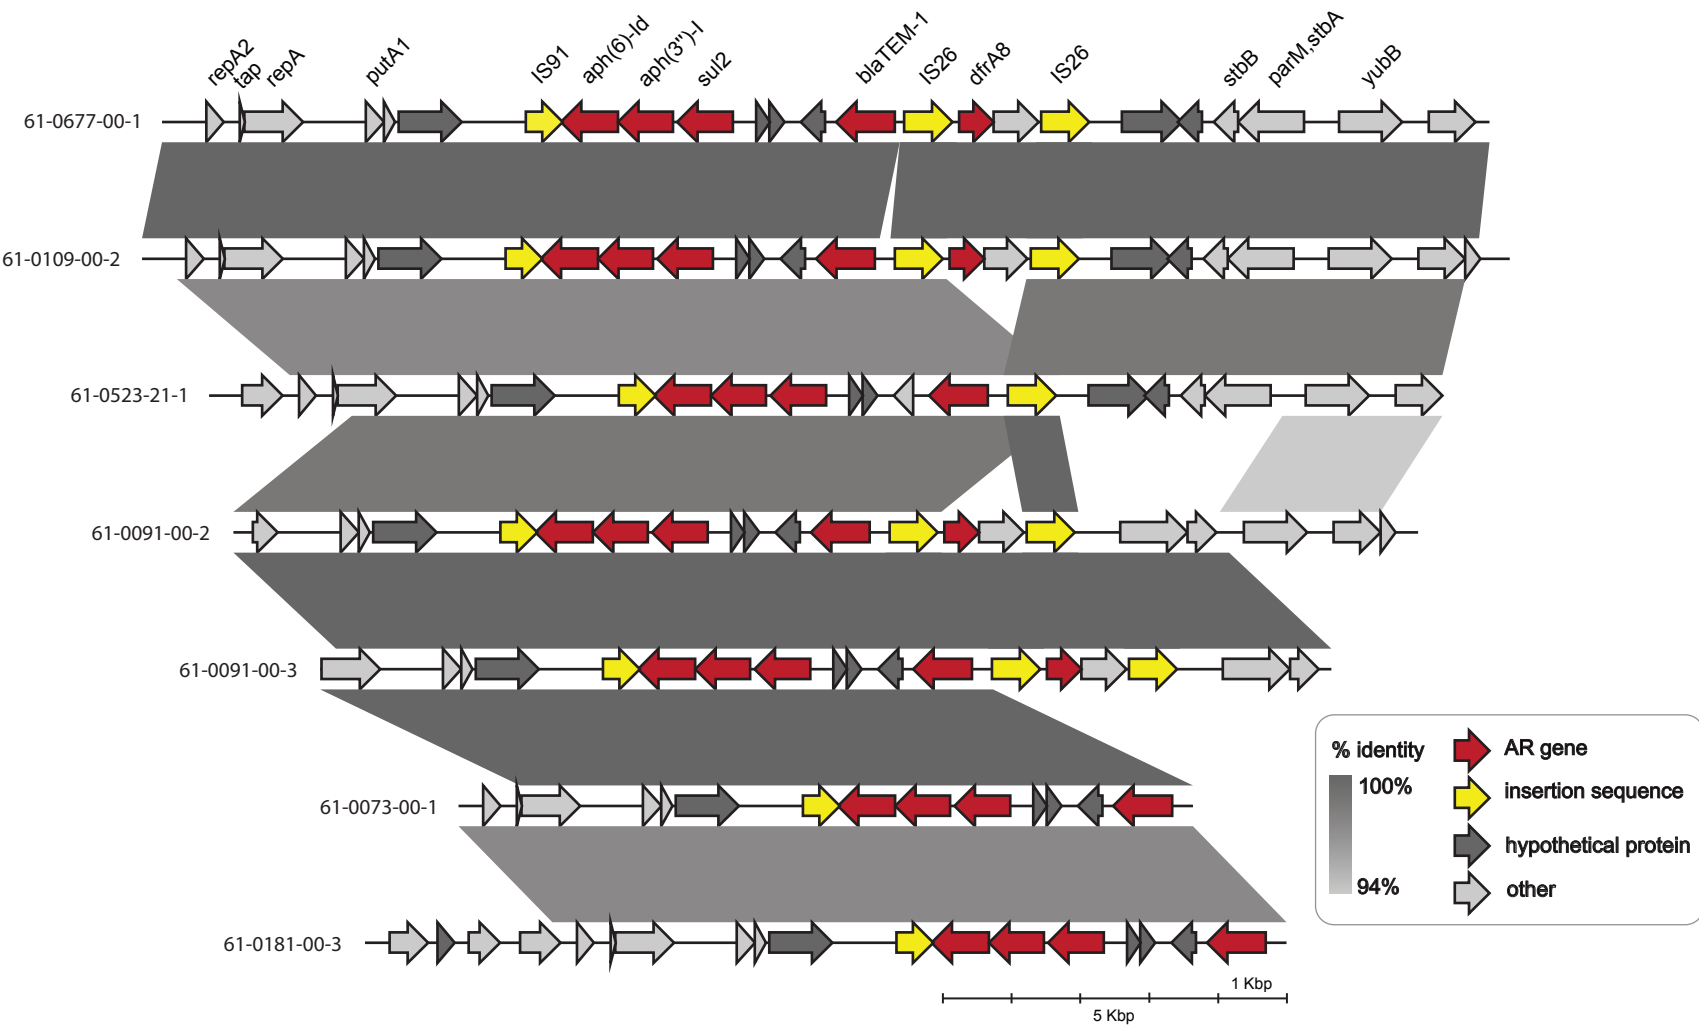 repA2
tap
repA
putA1
IS91
aph(6)-Id
aph(3")-I
sul2
blaTEM-1
IS26
dfrA8
IS26
stbB
parM,stbA
yubB
61-0677-00-1
61-0109-00-2
61-0523-21-1
61-0091-00-2
61-0091-00-3
61-0073-00-1
61-0181-00-3
% identity
100%
94%
AR gene
insertion sequence
hypothetical protein
other
1 Kbp
5 Kbp